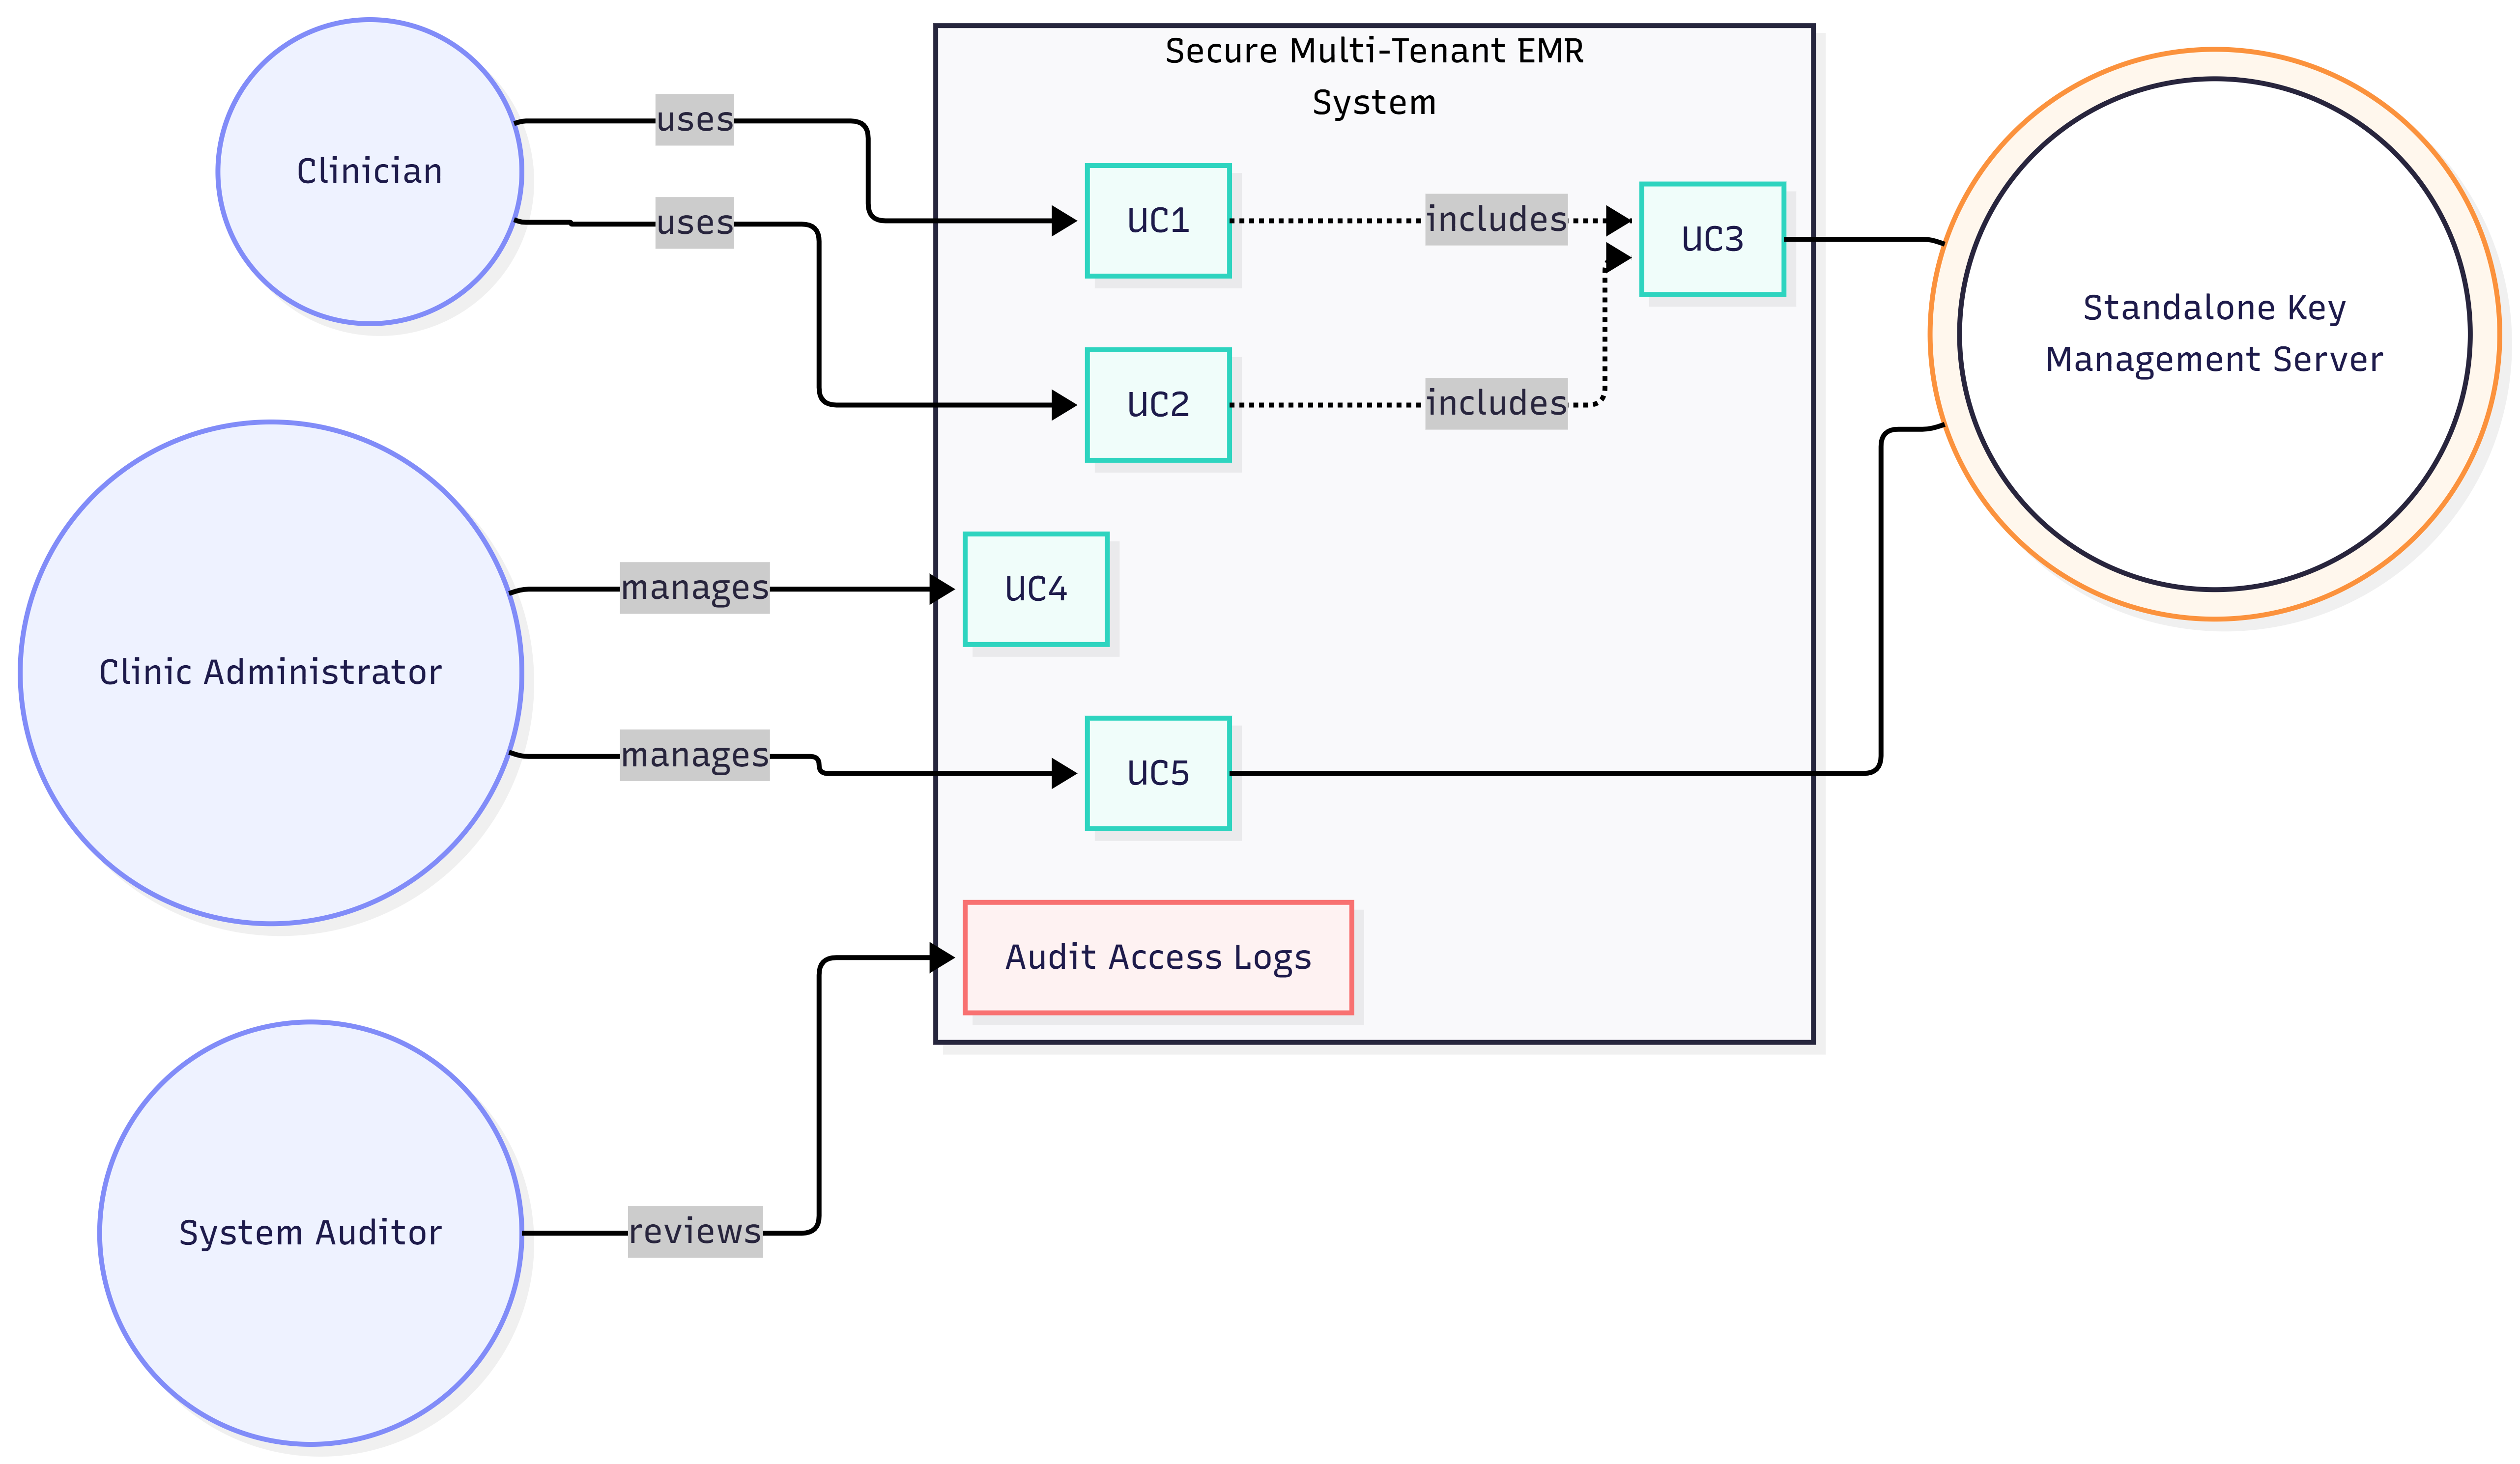 Secure Multi-Tenant EMR
System
Clinician
uses
uses
UC1
includes
UC3
UC2
includes
Standalone Key
Management Server
Clinic Administrator
manages
UC4
manages
UC5
Audit Access Logs
System Auditor
reviews